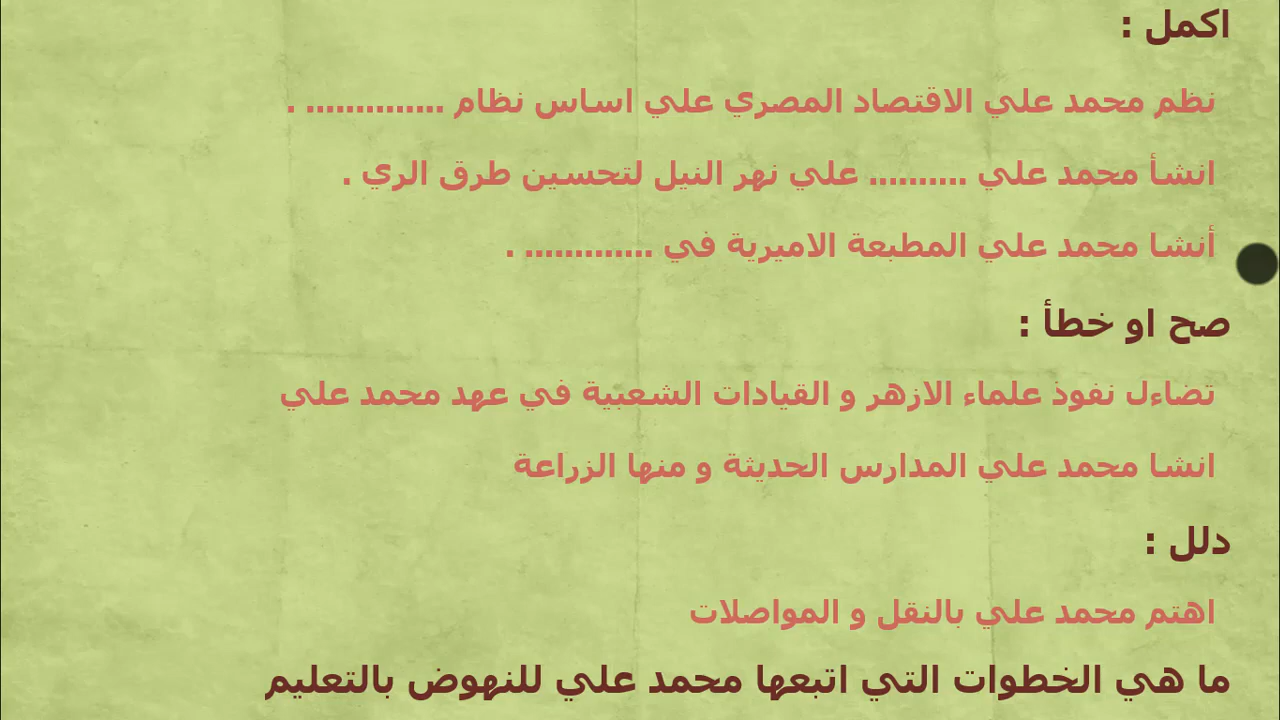 اكمل :
نظم محمد علي الاقتصاد المصري علي اساس نظام .............. .
انشأ محمد علي .......... علي نهر النيل لتحسين طرق الري .
أنشا محمد علي المطبعة الاميرية في ............. .
صح او خطأ :
تضاءل نفوذ علماء الازهر و القيادات الشعبية في عهد محمد علي
انشا محمد علي المدارس الحديثة و منها الزراعة
دلل :
اهتم محمد علي بالنقل و المواصلات
ما هي الخطوات التي اتبعها محمد علي للنهوض بالتعليم